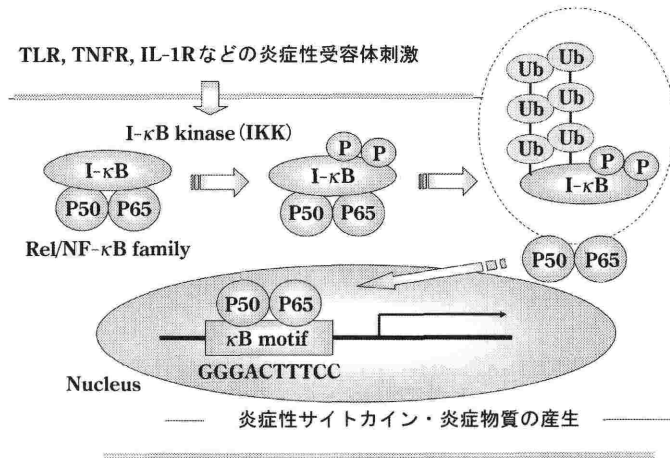 TLR, TNFR, IL-1Rなどの炎症性受容体刺激
I-κB kinase (IKK)
Ub
Ub
Ub
Ub
Ub
Ub
P
P
I-κB
P50
P65
Rel/NF-κB family
P
P
I-κB
P50
P65
P
P
I-κB
P50
P65
P50
P65
κB motif
GGGACTTTCC
Nucleus
炎症性サイトカイン・炎症物質の産生